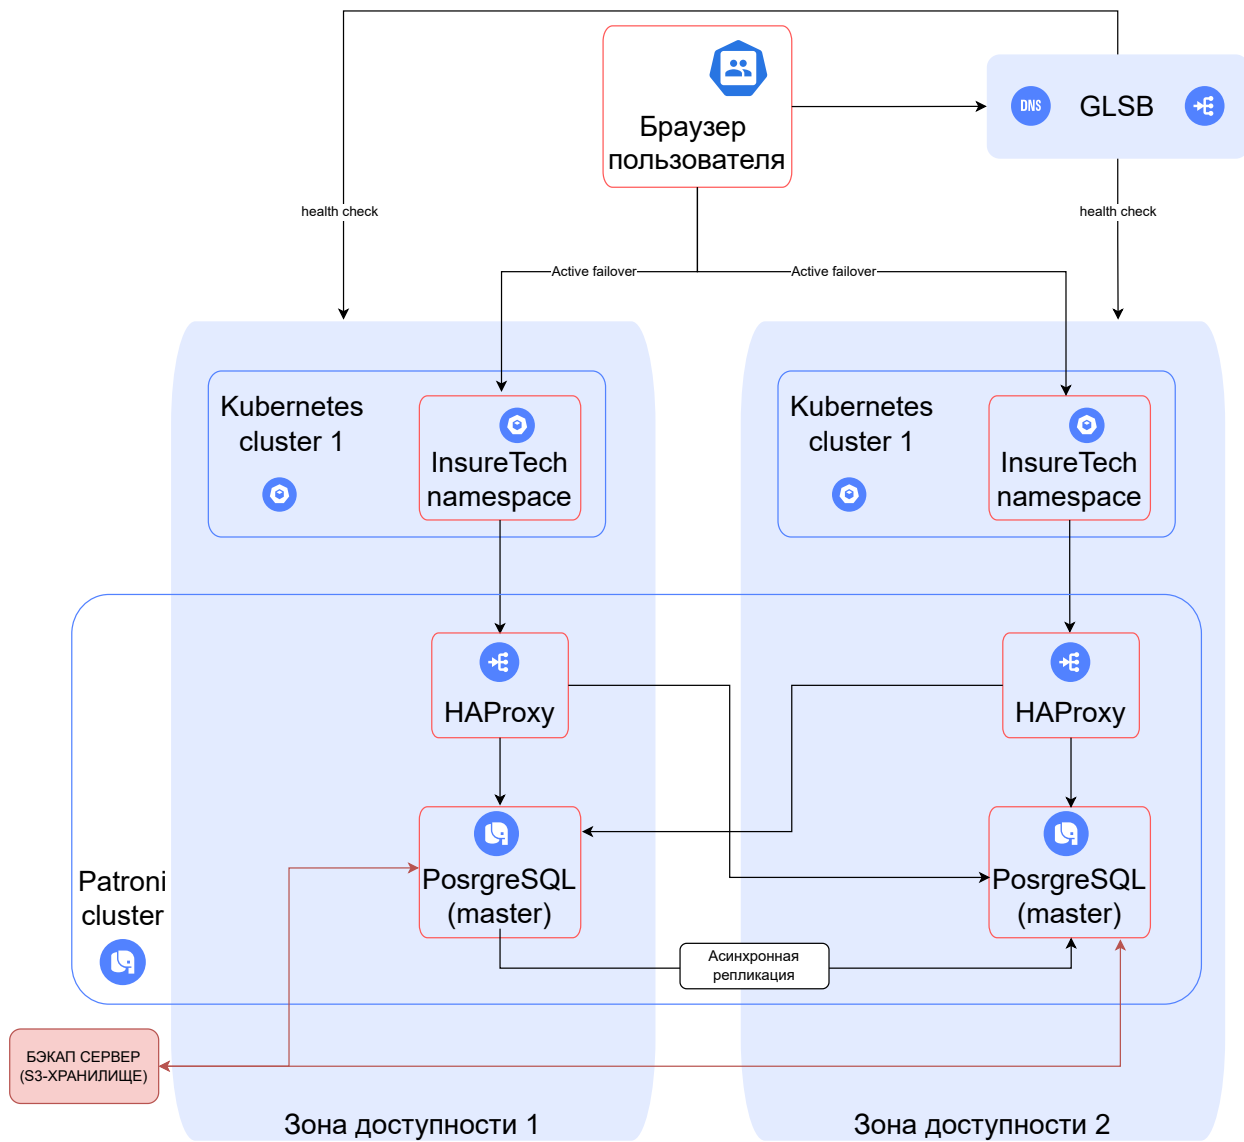 Браузер
пользователя
DNS
GLSB
health check
health check
Active failover
Active failover
Kubernetes
cluster 1
InsureTech
namespace
Kubernetes
cluster 1
InsureTech
namespace
HAProxy
HAProxy
PosrgreSQL
(master)
PosrgreSQL
(master)
Patroni
cluster
Асинхронная
репликация
БЭКАП СЕРВЕР
(S3-ХРАНИЛИЩЕ)
Зона доступности 1
Зона доступности 2